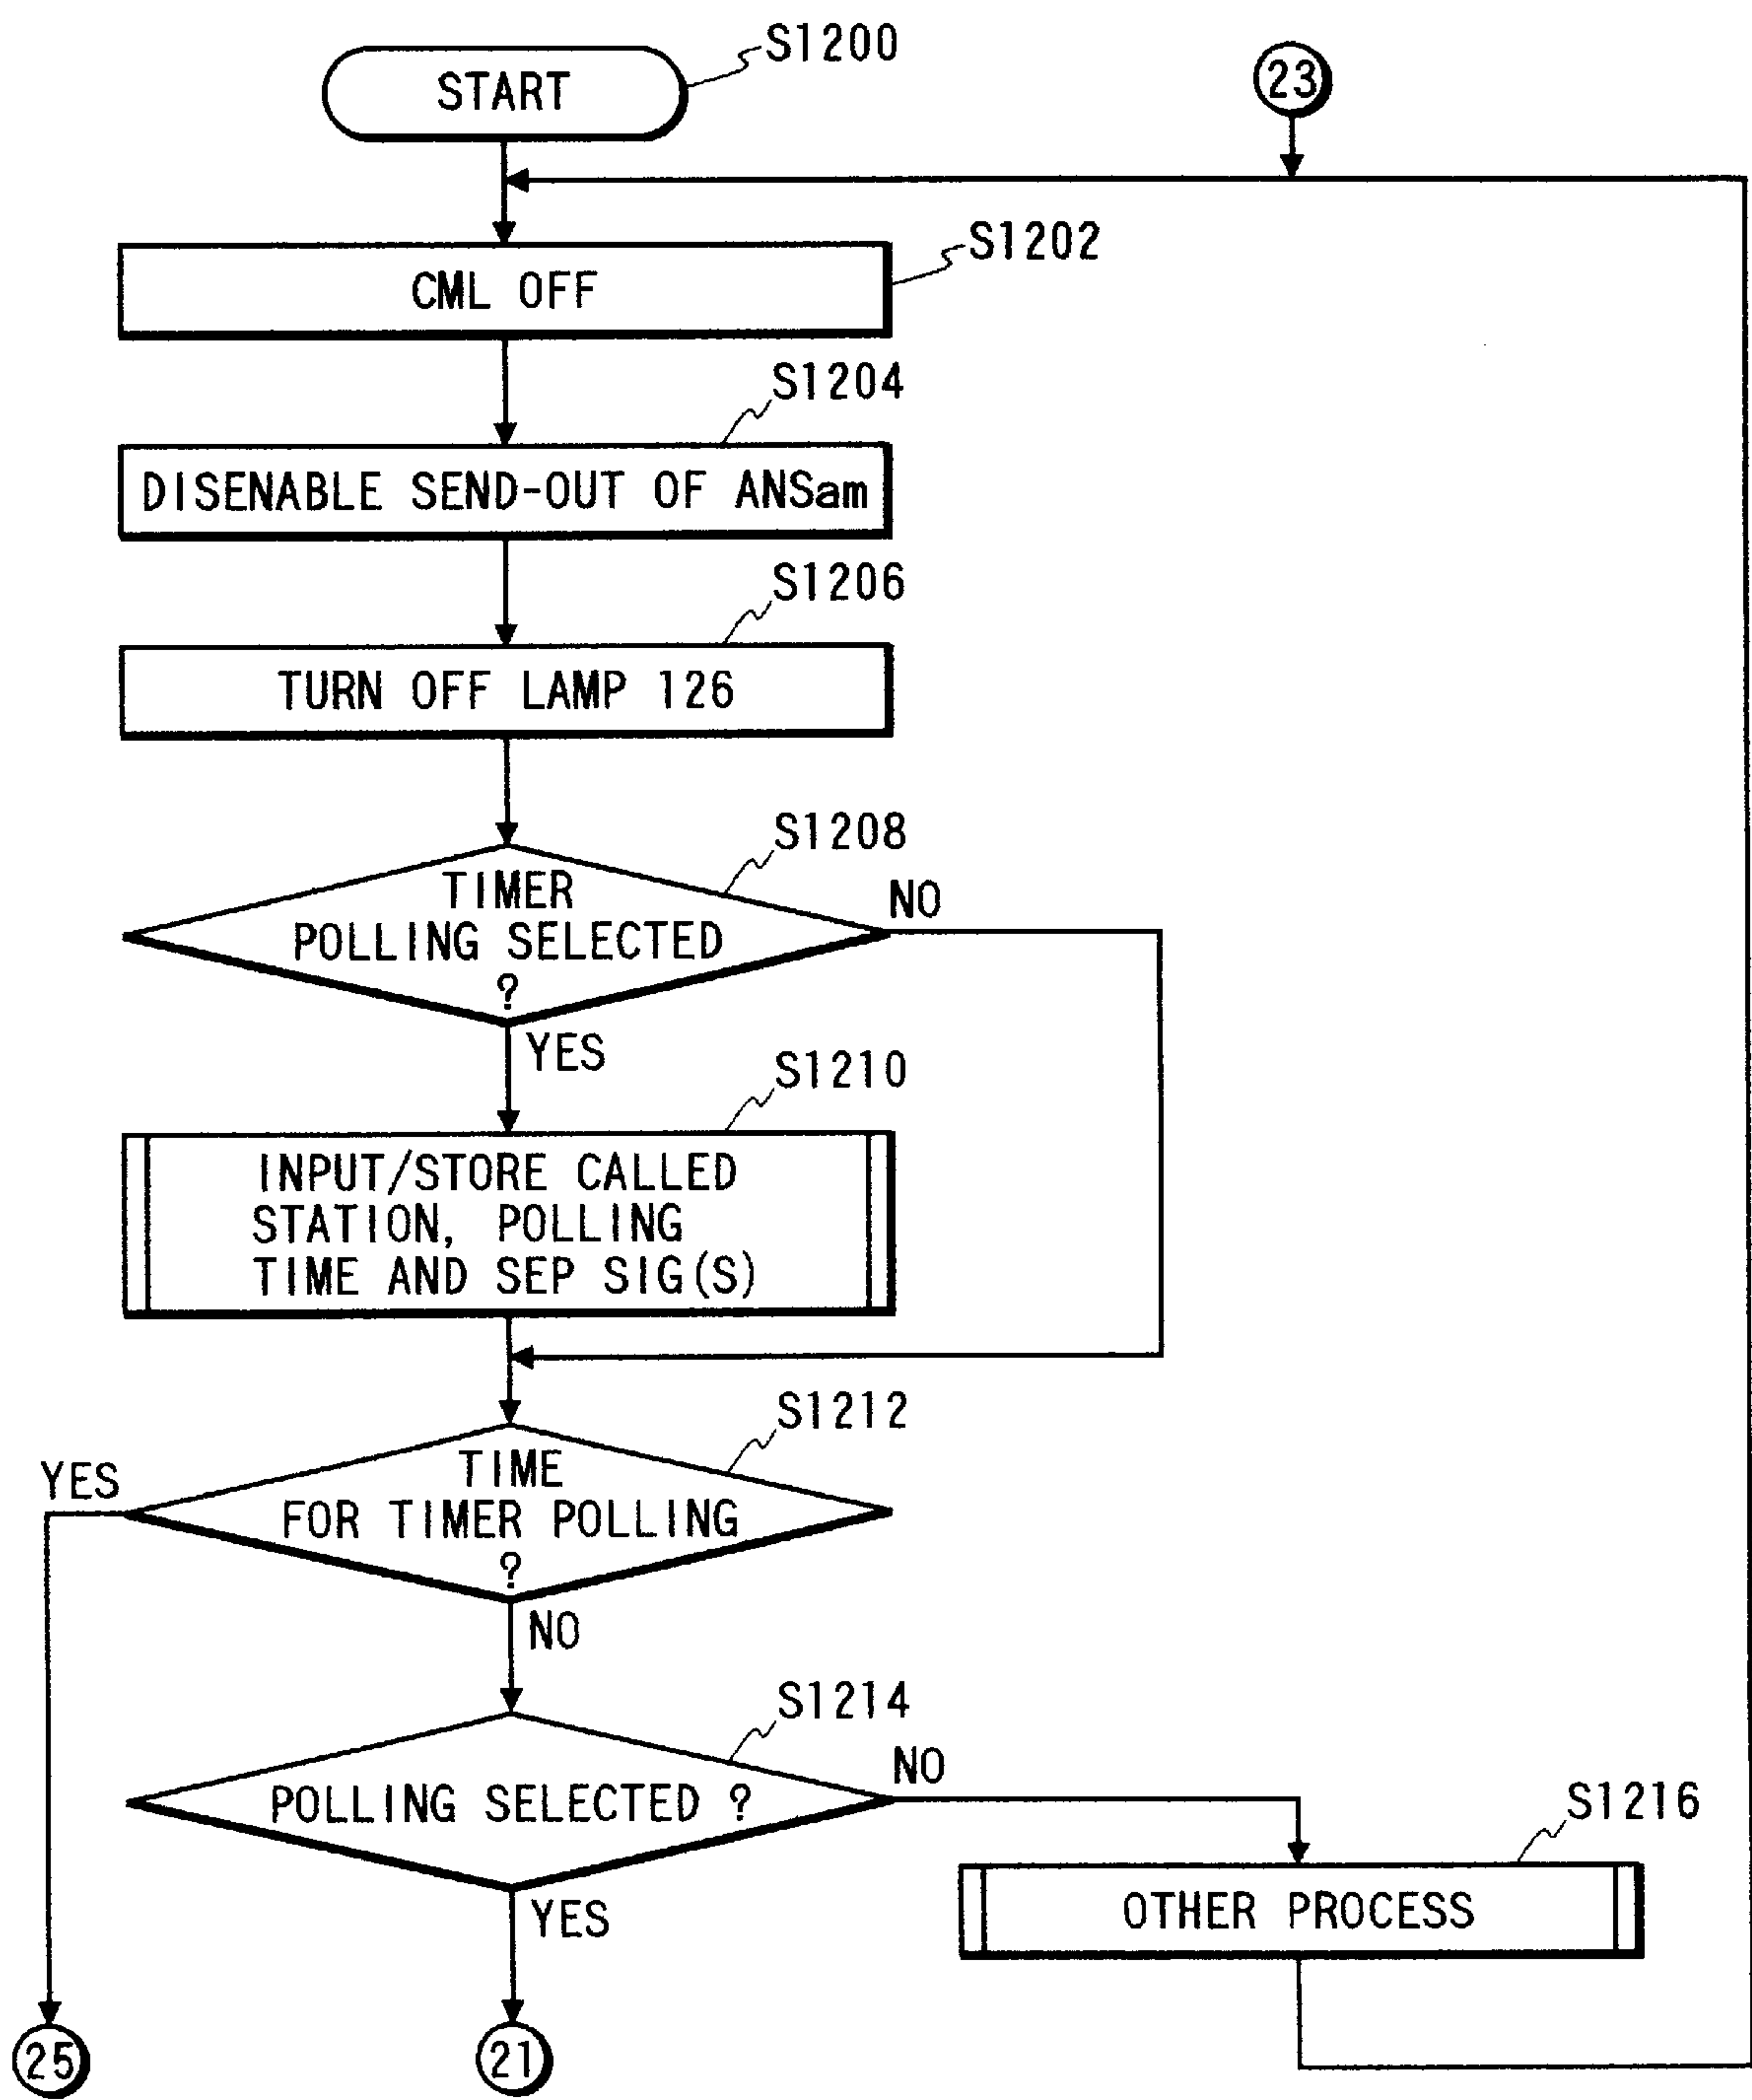 S1200
START
23
S1202
CML OFF
S1204
DISENABLE SEND-OUT OF ANSam
S1206
TURN OFF LAMP 126
S1208
TIMER
POLLING SELECTED
?
NO
YES
S1210
INPUT/STORE CALLED
STATION, POLLING
TIME AND SEP SIG(S)
S1212
TIME
FOR TIMER POLLING
?
YES
NO
S1214
POLLING SELECTED ?
NO
YES
S1216
OTHER PROCESS
25
21